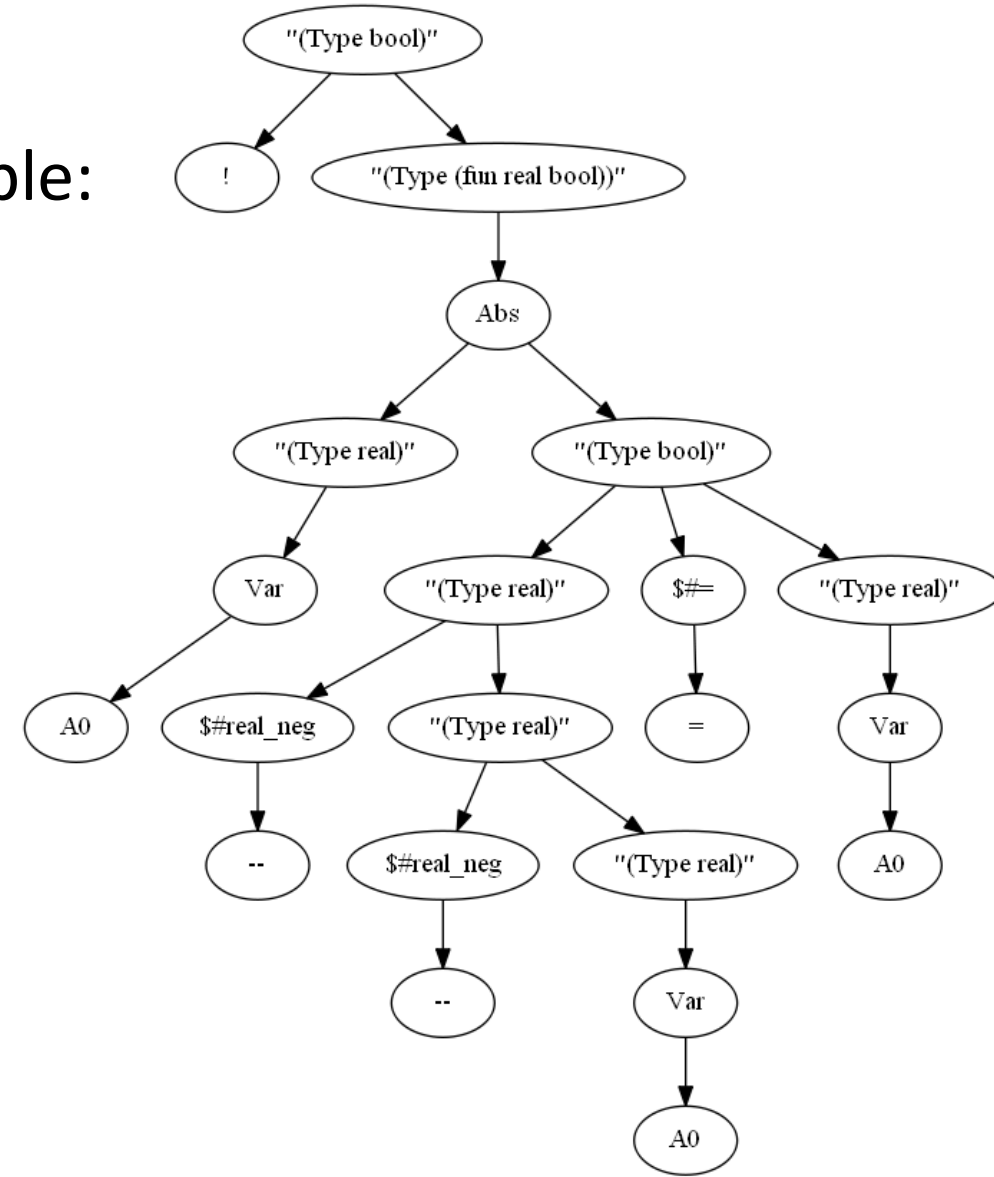 "(Type bool)"
ple:
!
"(Type (fun real bool))"
Abs
"(Type real)"
"(Type bool)"
Var
"(Type real)"
$#=
"(Type real)"
A0
$#real_neg
"(Type real)"
=
Var
--
$#real_neg
"(Type real)"
A0
--
Var
A0